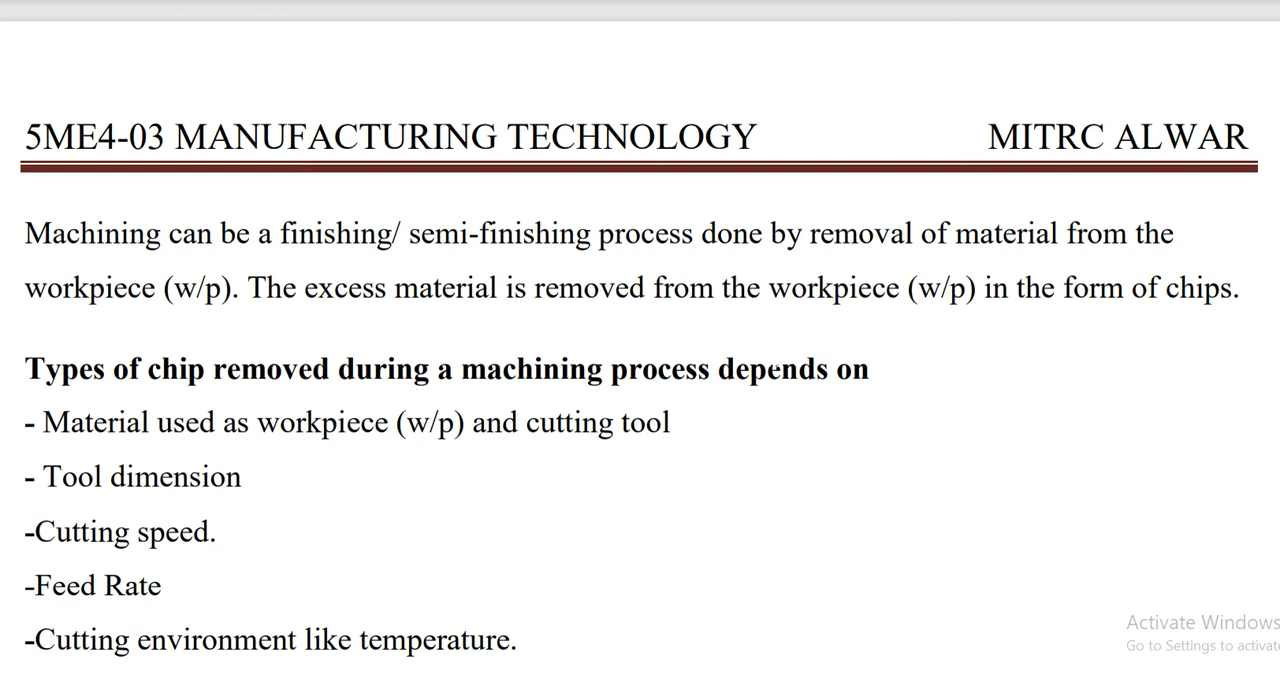 5ME4-03 MANUFACTURING TECHNOLOGY MITRC ALWAR
Machining can be a finishing/ semi-finishing process done by removal of material from the
workpiece (w/p). The excess material is removed from the workpiece (w/p) in the form of chips.
Types of chip removed during a machining process depends on
- Material used as workpiece (w/p) and cutting tool
- Tool dimension
-Cutting speed.
-Feed Rate
-Cutting environment like temperature.
Activate Windows
Go to Settings to activate